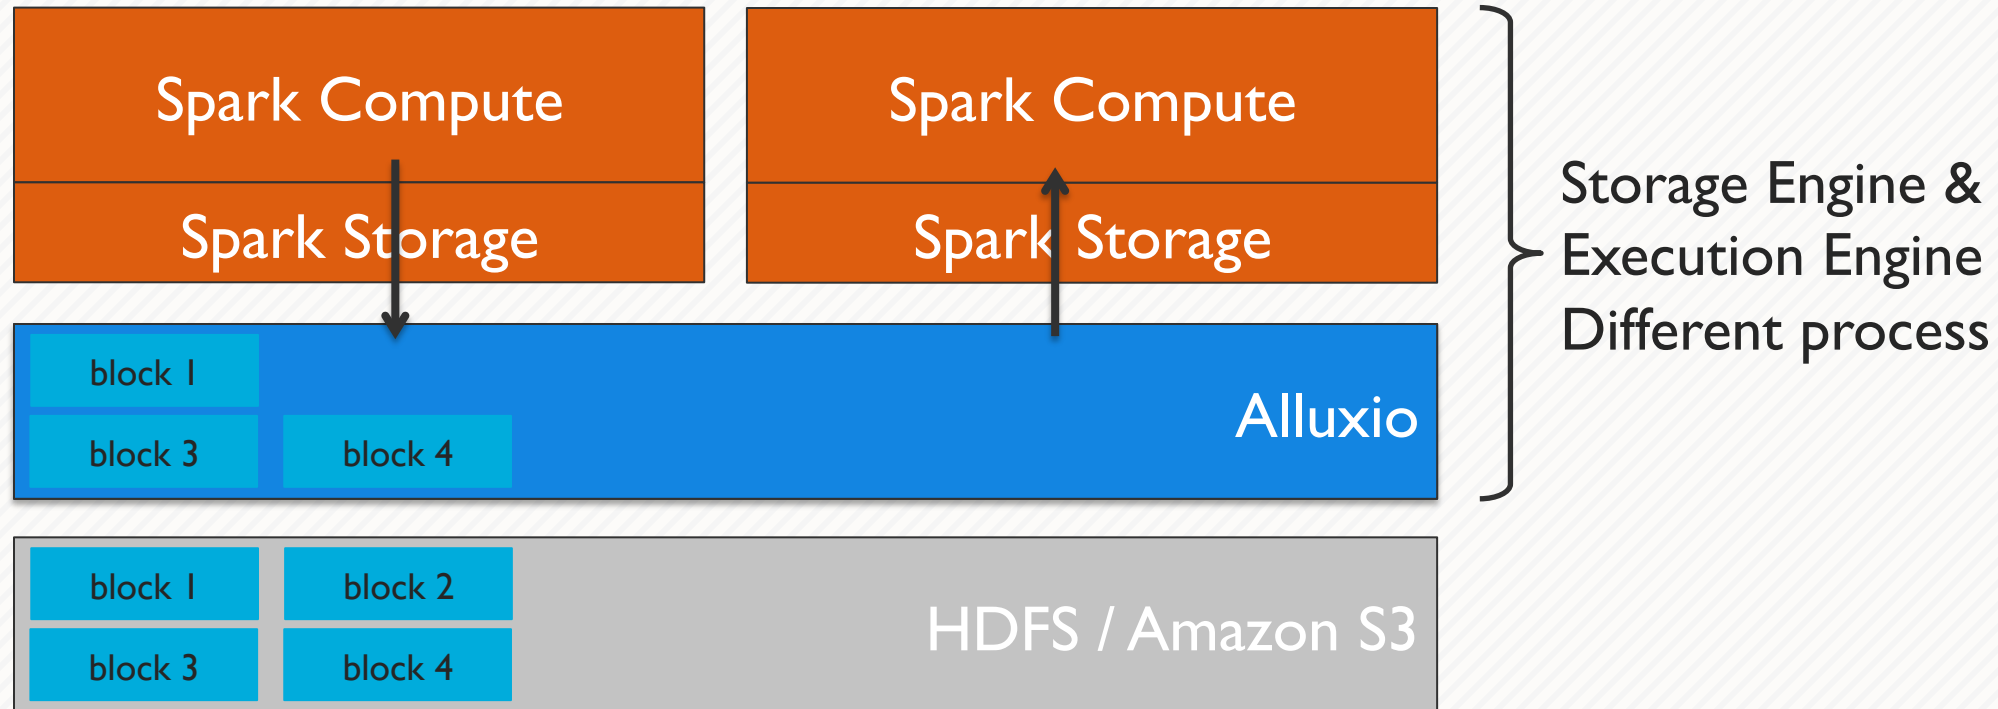 Spark Compute
Spark Storage
Spark Compute
Spark Storage
Storage Engine &
Execution Engine
Different process
block 1
block 3
block 4
Alluxio
block 1
block 2
block 3
block 4
HDFS / Amazon S3